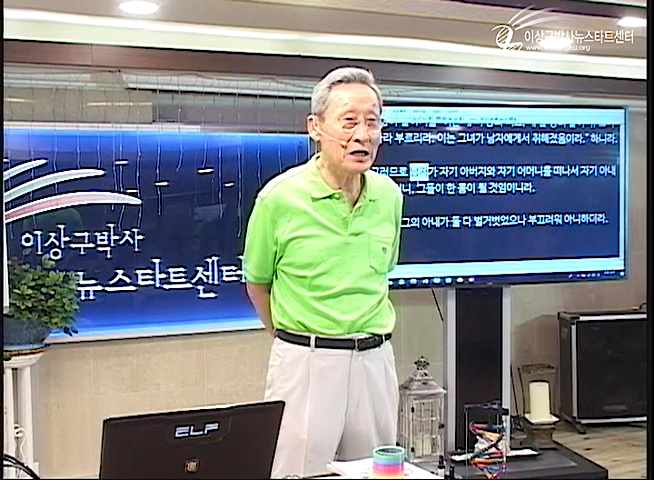 이상구박사뉴스타트센터
라 부르리라. 이는 그녀가 남자에게서 취해졌음이라." 하니라.
그러므로 남자가 자기 아버지와 자기 어머니를 떠나서 자기 아내
니, 그들이 한 몸이 될 것임이니라.
그의 아내가 둘 다 벌거벗었으나 부끄러워 아니하더라.
이상구박사
뉴스타트센터
ELF